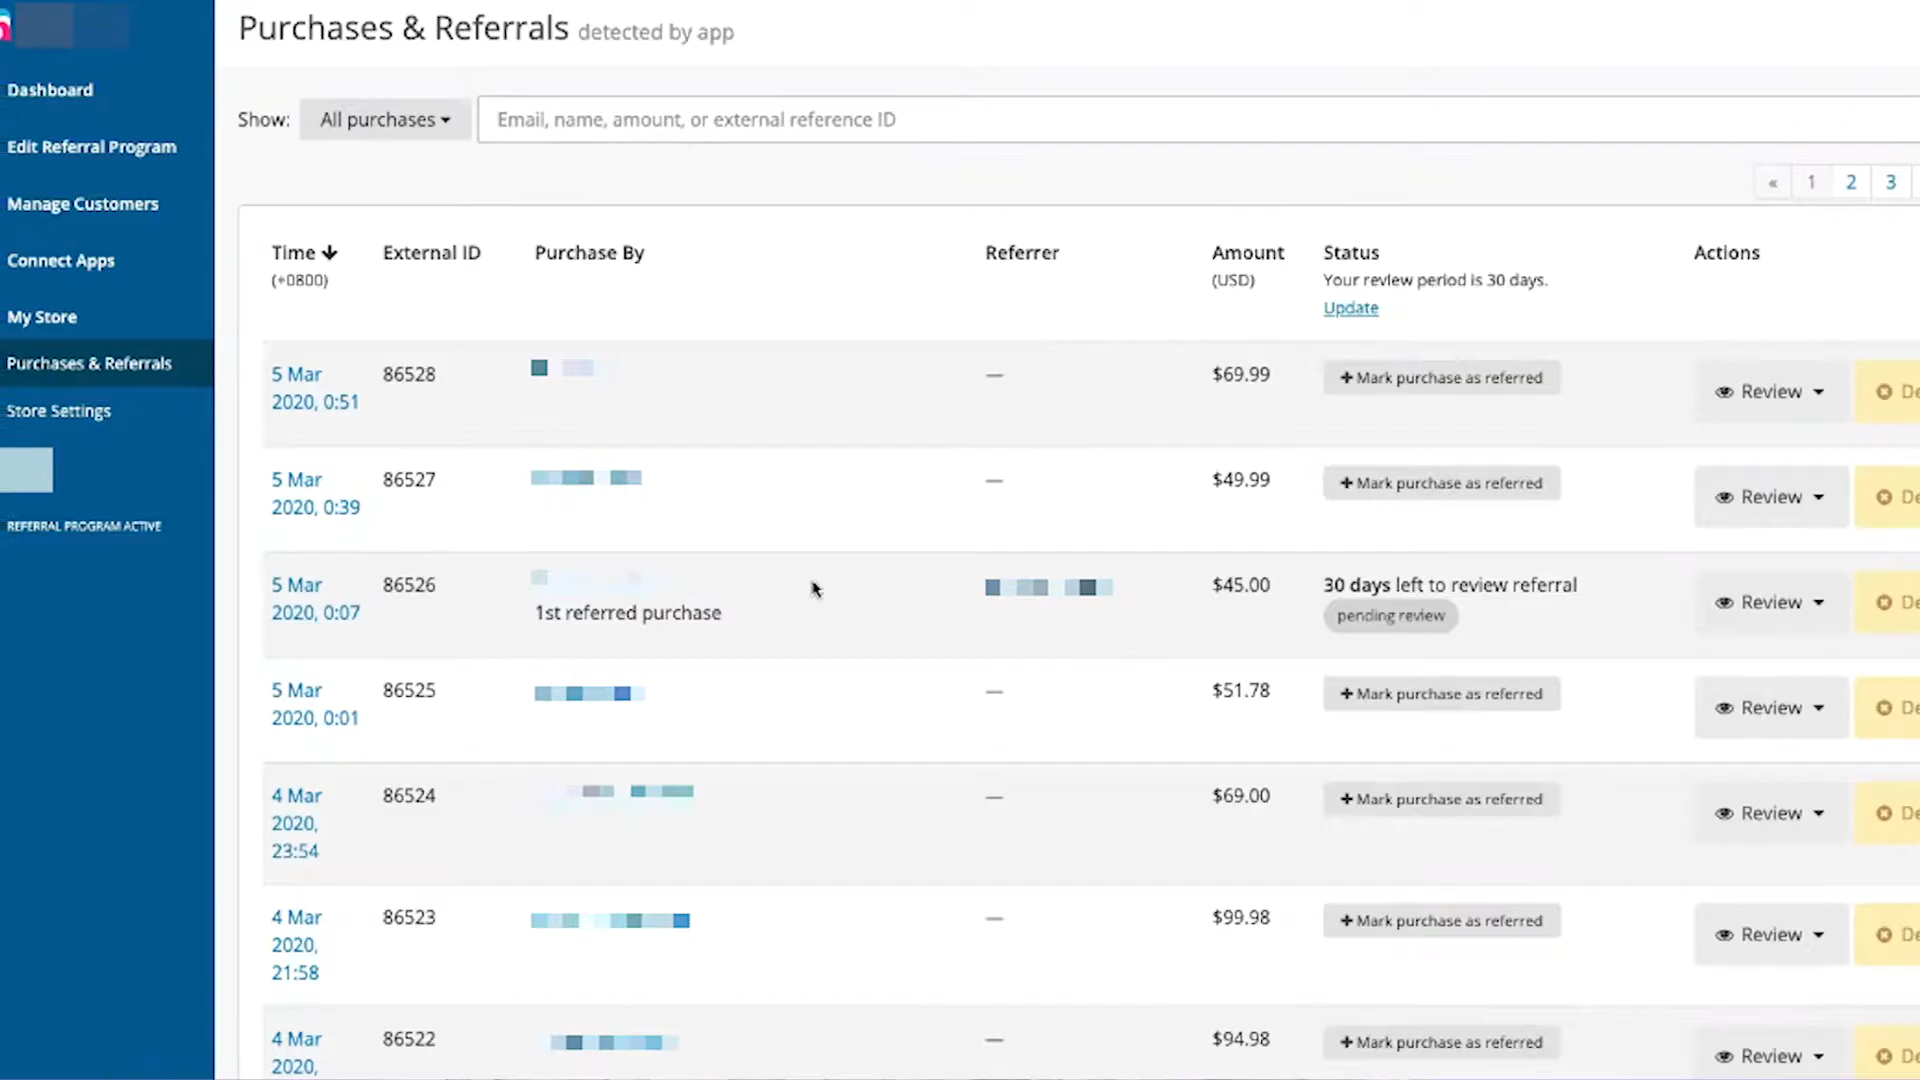 Purchases & Referrals detected by app
Dashboard
Edit Referral Program
Manage Customers
Connect Apps
My Store
Purchases & Referrals
Store Settings
REFERRAL PROGRAM ACTIVE
Show: All purchases Email, name, amount, or external reference ID
« 1 2 3
Time External ID Purchase By Referrer Amount Status Actions
(+0800) (USD) Your review period is 30 days.
Update
5 Mar 86528 — $69.99 + Mark purchase as referred Review
2020, 0:51
5 Mar 86527 — $49.99 + Mark purchase as referred Review
2020, 0:39
5 Mar 86526 $45.00 30 days left to review referral Review
2020, 0:07 1st referred purchase pending review
5 Mar 86525 — $51.78 + Mark purchase as referred Review
2020, 0:01
4 Mar 86524 — $69.00 + Mark purchase as referred Review
2020,
23:54
4 Mar 86523 — $99.98 + Mark purchase as referred Review
2020,
21:58
4 Mar 86522 — $94.98 + Mark purchase as referred Review
2020,